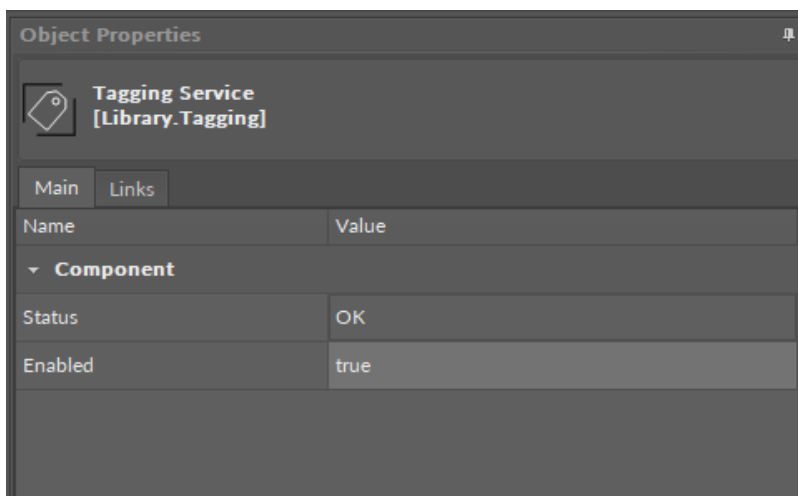 Object Properties
Tagging Service
[Library.Tagging]
Main Links
Name Value
Component
Status OK
Enabled true